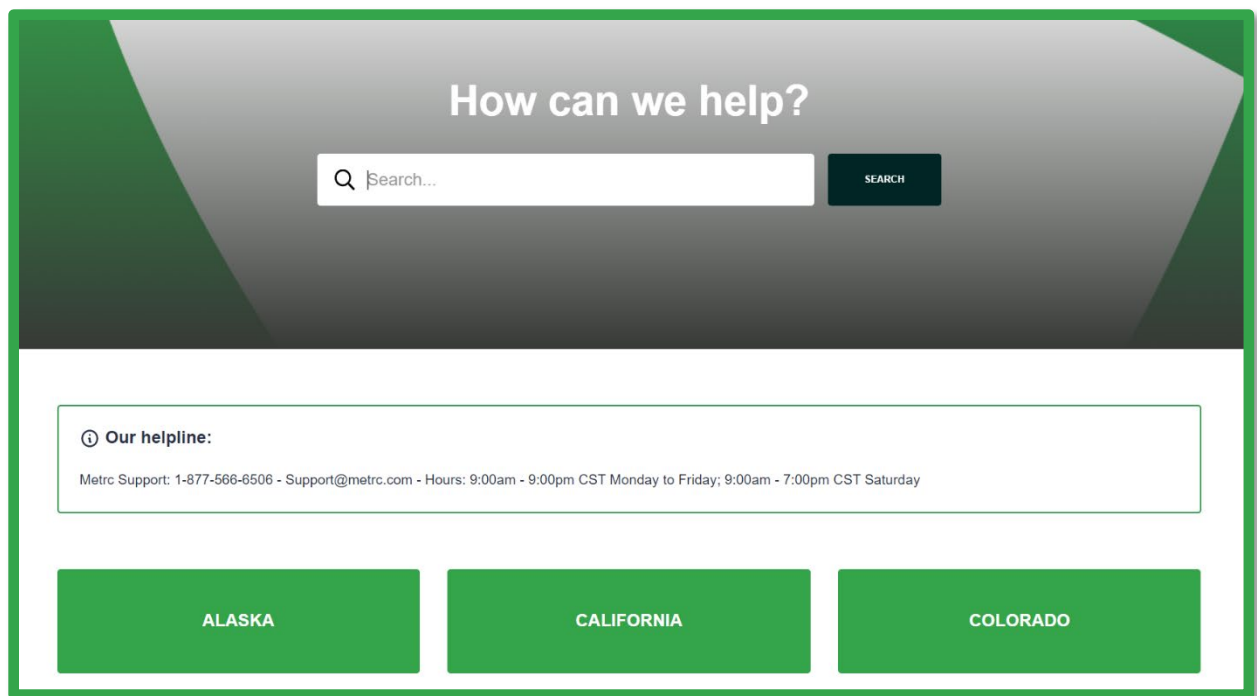 How can we help?
Search...
SEARCH
Our helpline:
Metrc Support: 1-877-566-6506 - Support@metrc.com - Hours: 9:00am - 9:00pm CST Monday to Friday; 9:00am - 7:00pm CST Saturday
ALASKA
CALIFORNIA
COLORADO